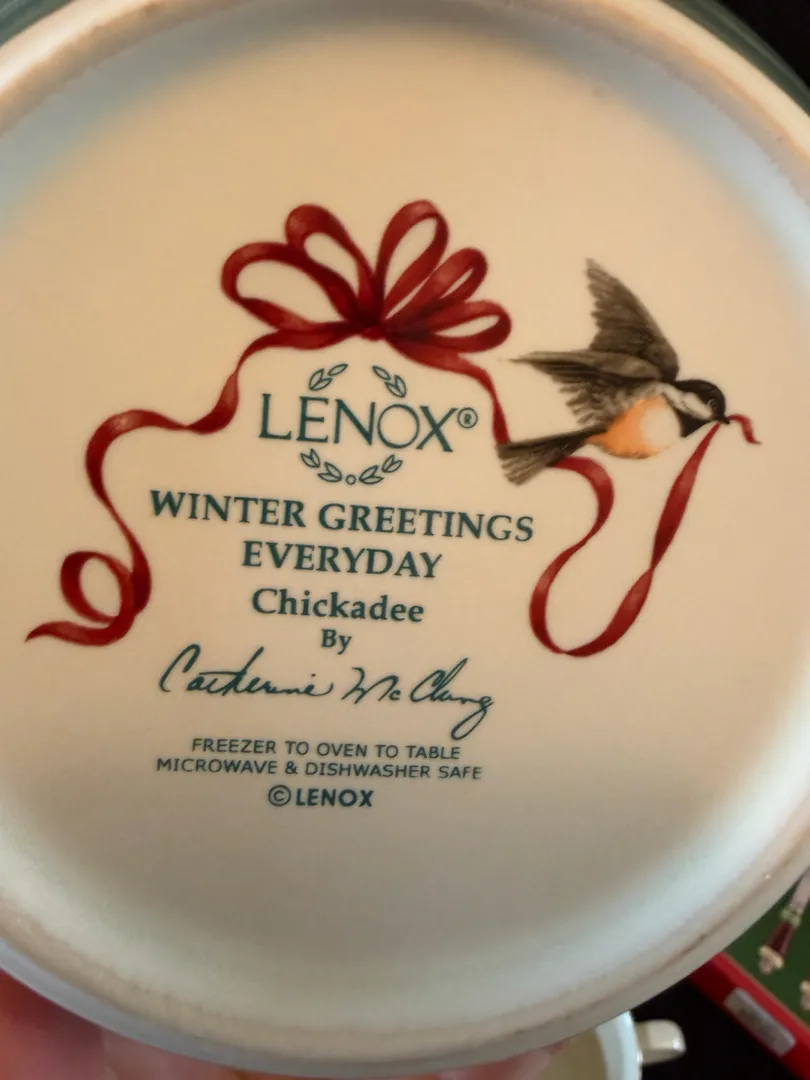 LENOX®
WINTER GREETINGS
EVERYDAY
Chickadee
By
Catherine McClung
FREEZER TO OVEN TO TABLE
MICROWAVE & DISHWASHER SAFE
©LENOX